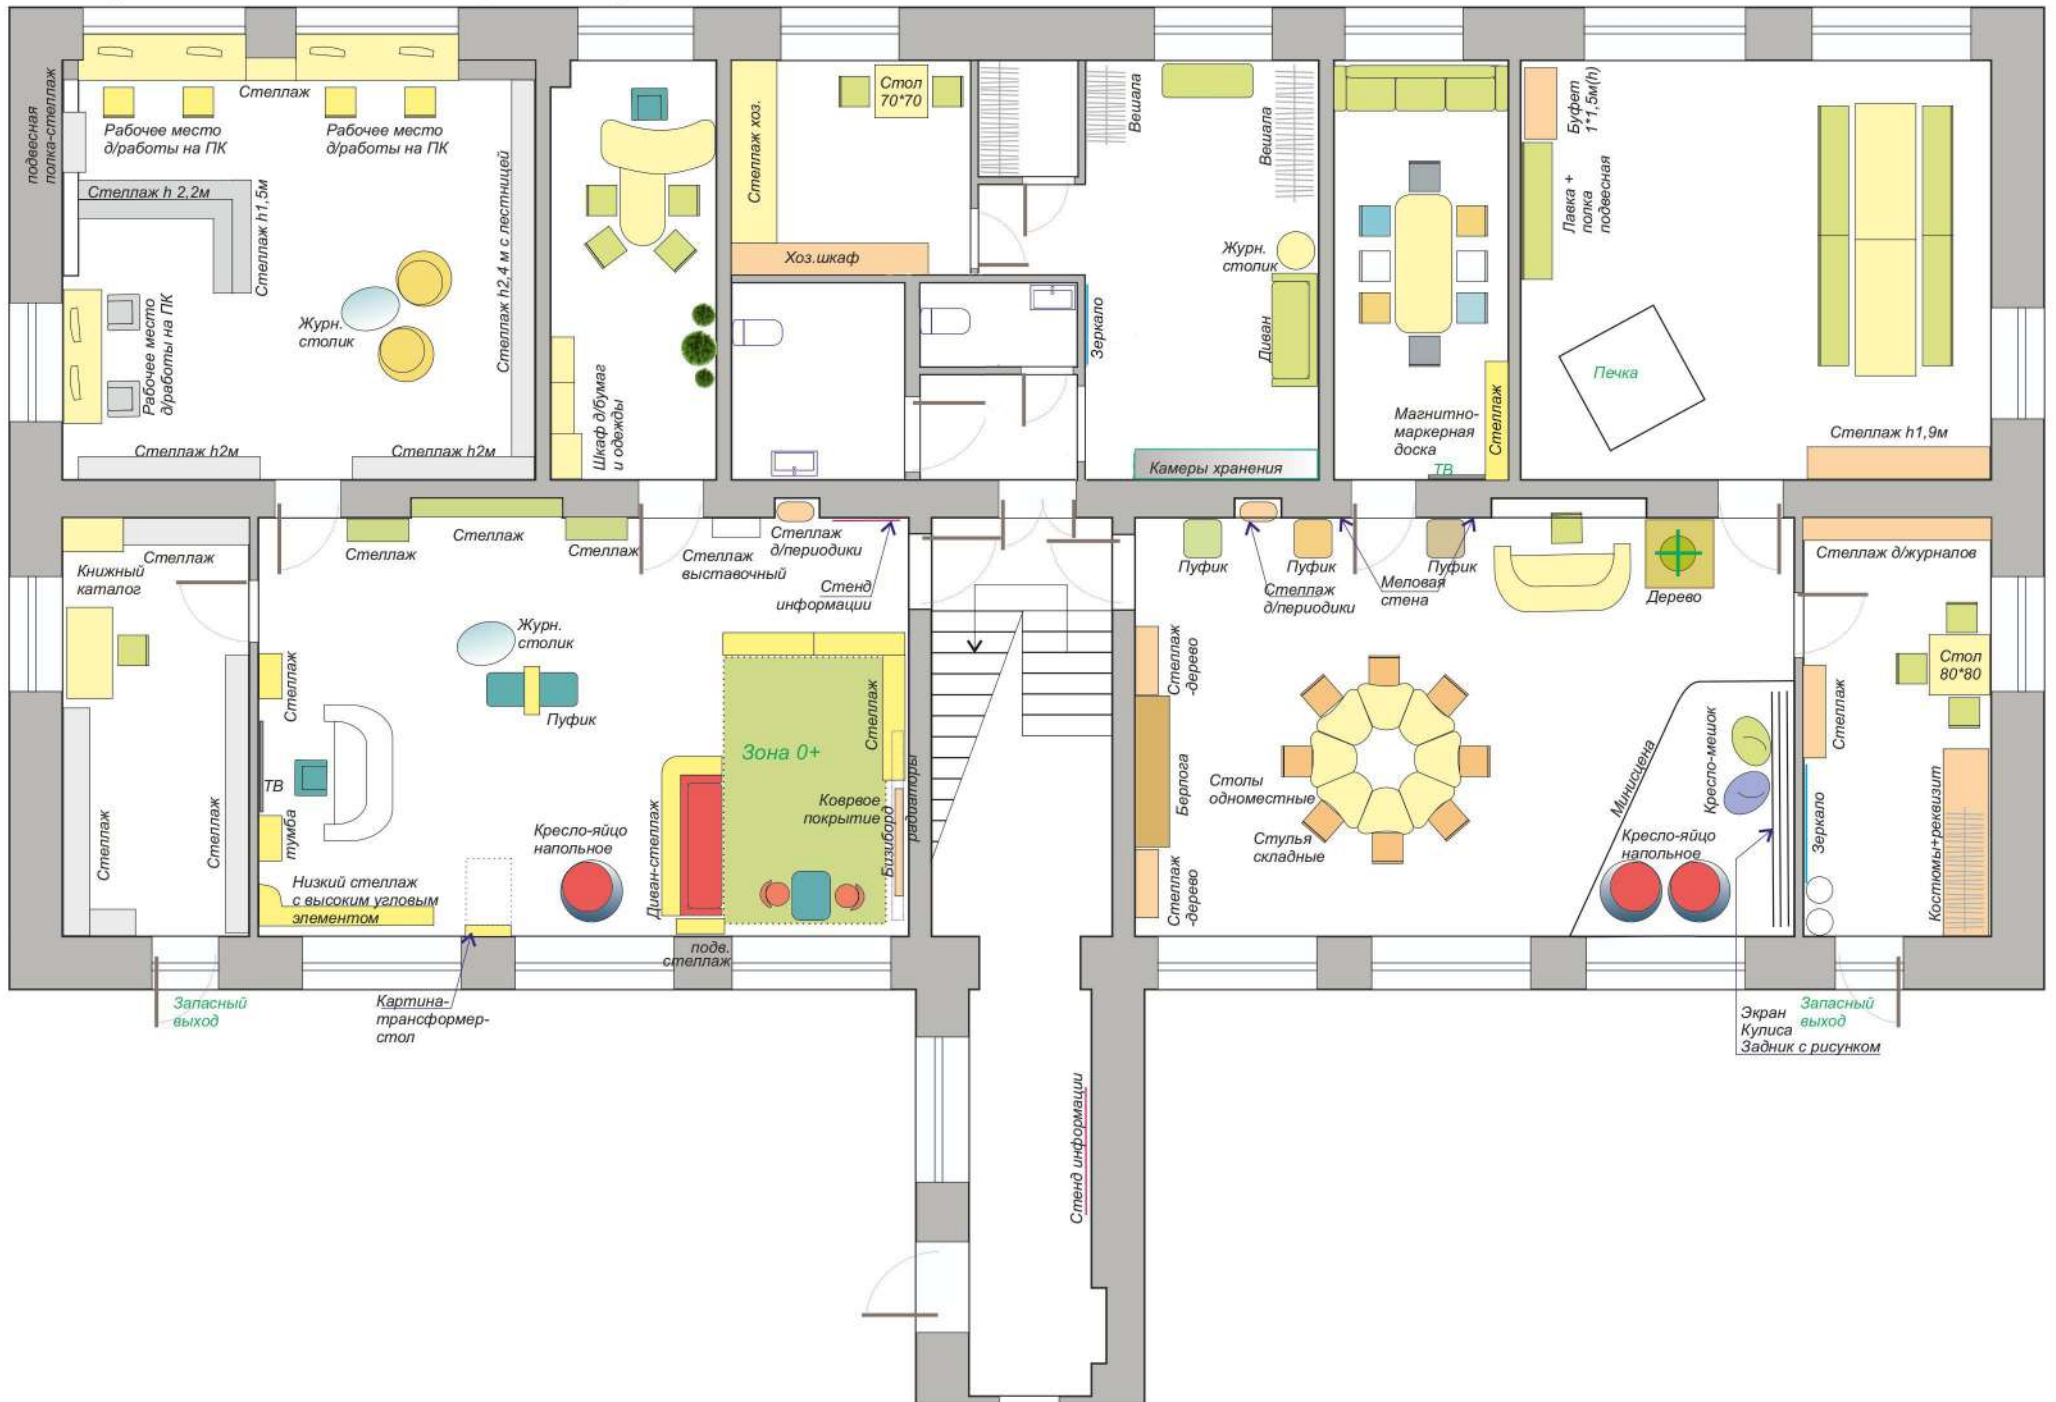 подвесная
полка-стеллаж
Стеллаж
Рабочее место
д/работы на ПК
Рабочее место
д/работы на ПК
Стеллаж h 2,2м
Стеллаж h1,5м
Стеллаж h2,4 м с лестницей
Журн.
столик
Рабочее место
д/работы на ПК
Стеллаж h2м
Стеллаж h2м
Шкаф д/бумаг
и одежды
Стеллаж хоз.
Стол
70*70
Хоз.шкаф
Вешала
Вешала
Журн.
столик
Зеркало
Диван
Камеры хранения
Магнитно-
маркерная
доска
ТВ
Стеллаж
Буфет
1*1,5м(h)
Лавка +
полка
подвесная
Печка
Стеллаж h1,9м
Стеллаж
Книжный
каталог
Стеллаж
Стеллаж
Стеллаж
Стеллаж
Стеллаж
Стеллаж
выставочный
Стеллаж
д/периодики
Стенд
информации
Журн.
столик
Пуфик
Стеллаж
ТВ
тумба
Низкий стеллаж
с высоким угловым
элементом
Кресло-яйцо
напольное
Диван-стеллаж
Зона 0+
Стеллаж
Коврвое
покрытие
Бизиборд
радиаторы
подв.
стеллаж
Картина-
трансформер-
стол
Запасный
выход
Пуфик
Стеллаж
д/периодики
Пуфик
Меловая
стена
Пуфик
Дерево
Стеллаж
-дерево
Берлога
Стеллаж
-дерево
Столы
одноместные
Стулья
складные
Минисцена
Кресло-мешок
Кресло-яйцо
напольное
Стеллаж д/журналов
Стол
80*80
Стеллаж
Зеркало
Костюмы+реквизит
Экран
Кулиса
Задник с рисунком
Запасный
выход
Стенд информации